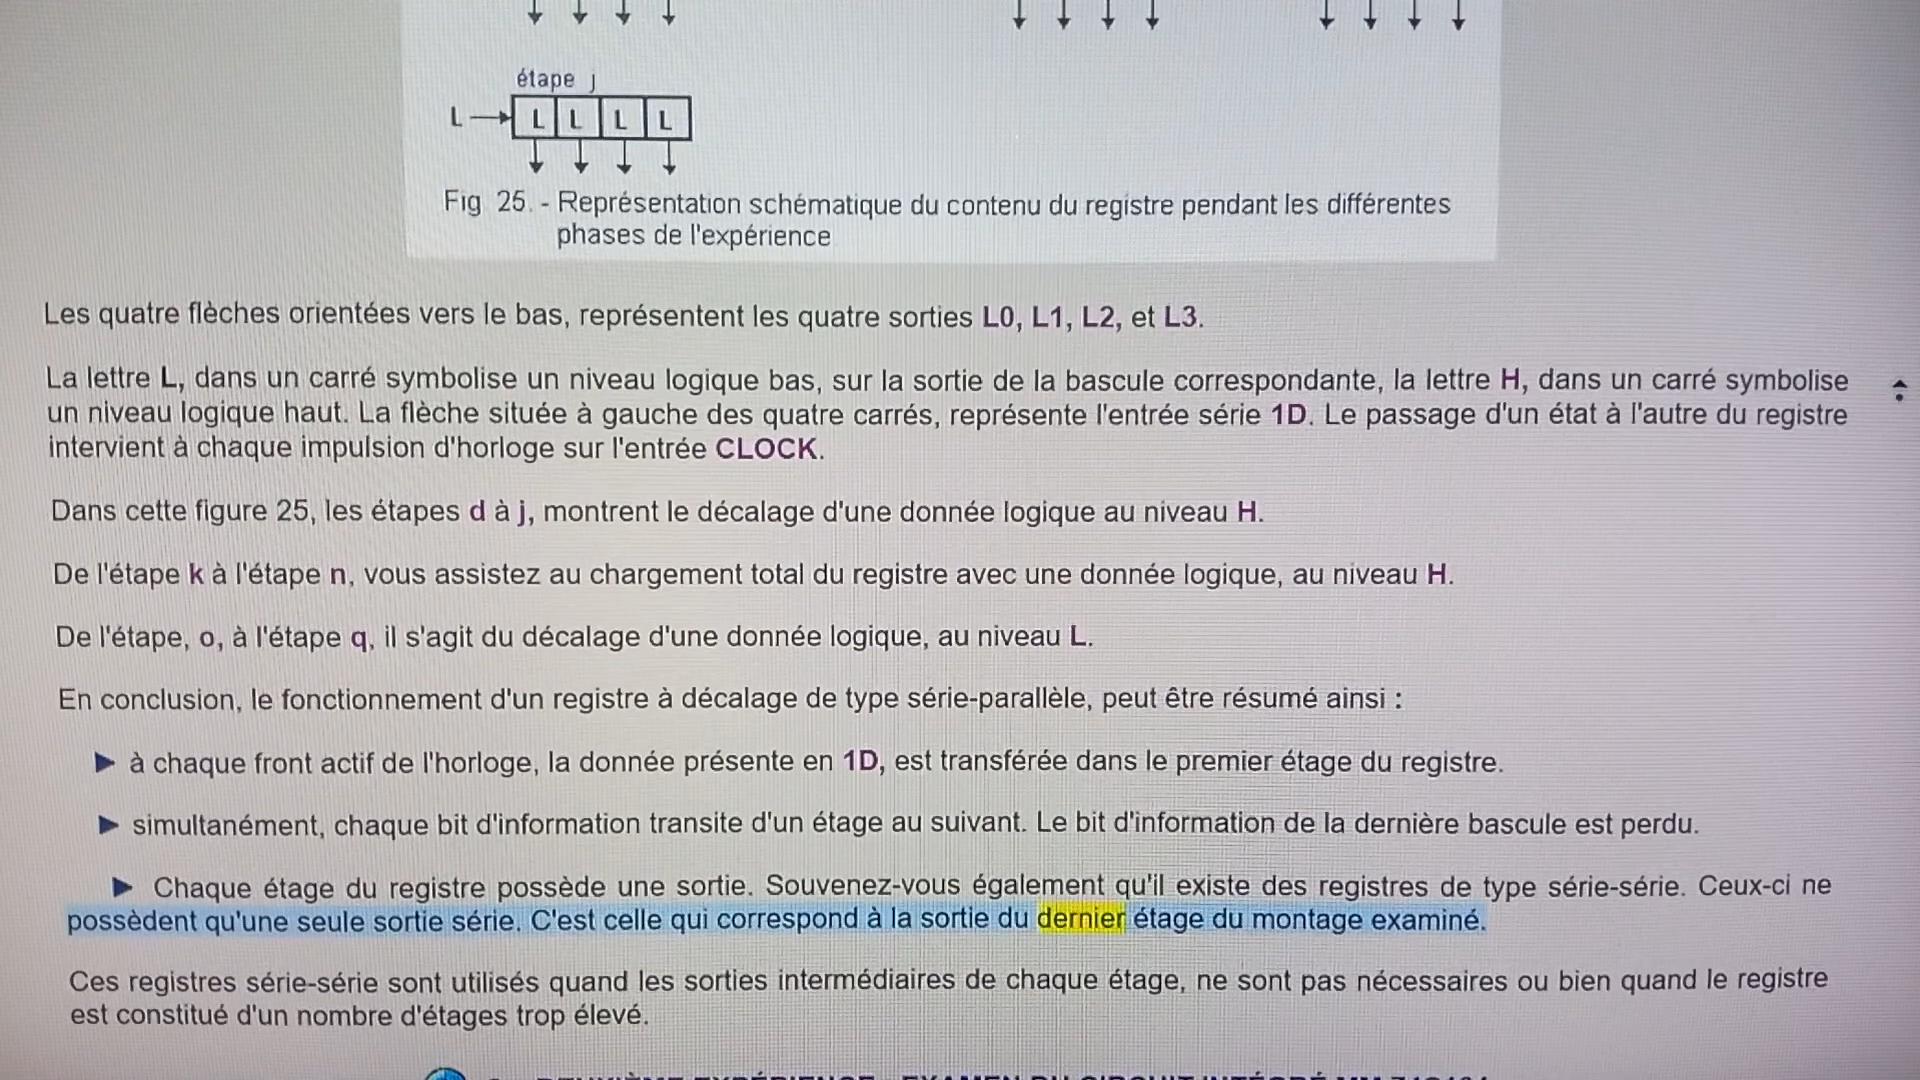 étape j
L L L L L
Fig 25. - Représentation schématique du contenu du registre pendant les différentes
phases de l'expérience
Les quatre flèches orientées vers le bas, représentent les quatre sorties L0, L1, L2, et L3.
La lettre L, dans un carré symbolise un niveau logique bas, sur la sortie de la bascule correspondante, la lettre H, dans un carré symbolise
un niveau logique haut. La flèche située à gauche des quatre carrés, représente l'entrée série 1D. Le passage d'un état à l'autre du registre
intervient à chaque impulsion d'horloge sur l'entrée CLOCK.
Dans cette figure 25, les étapes d à j, montrent le décalage d'une donnée logique au niveau H.
De l'étape k à l'étape n, vous assistez au chargement total du registre avec une donnée logique, au niveau H.
De l'étape, o, à l'étape q, il s'agit du décalage d'une donnée logique, au niveau L.
En conclusion, le fonctionnement d'un registre à décalage de type série-parallèle, peut être résumé ainsi :
à chaque front actif de l'horloge, la donnée présente en 1D, est transférée dans le premier étage du registre.
simultanément, chaque bit d'information transite d'un étage au suivant. Le bit d'information de la dernière bascule est perdu.
Chaque étage du registre possède une sortie. Souvenez-vous également qu'il existe des registres de type série-série. Ceux-ci ne
possèdent qu'une seule sortie série. C'est celle qui correspond à la sortie du dernier étage du montage examiné.
Ces registres série-série sont utilisés quand les sorties intermédiaires de chaque étage, ne sont pas nécessaires ou bien quand le registre
est constitué d'un nombre d'étages trop élevé.